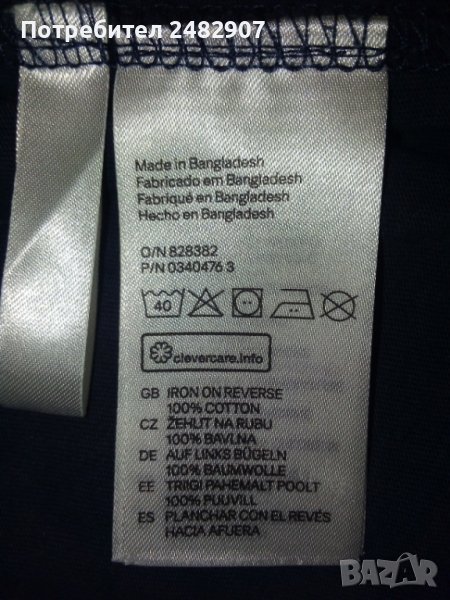 Потребител 2482907
Made in Bangladesh
Fabricado em Bangladesh
Fabriqué en Bangladesh
Hecho en Bangladesh
O/N 828382
P/N 0340476 3
40
clevercare.info
GB IRON ON REVERSE
100% COTTON
CZ ŽEHLIT NA RUBU
100% BAVLNA
DE AUF LINKS BÜGELN
100% BAUMWOLLE
EE TRIIGI PAHEMALT POOLT
100% PUUVILL
ES PLANCHAR CON EL REVÉS
HACIA AFUERA
BAZAR